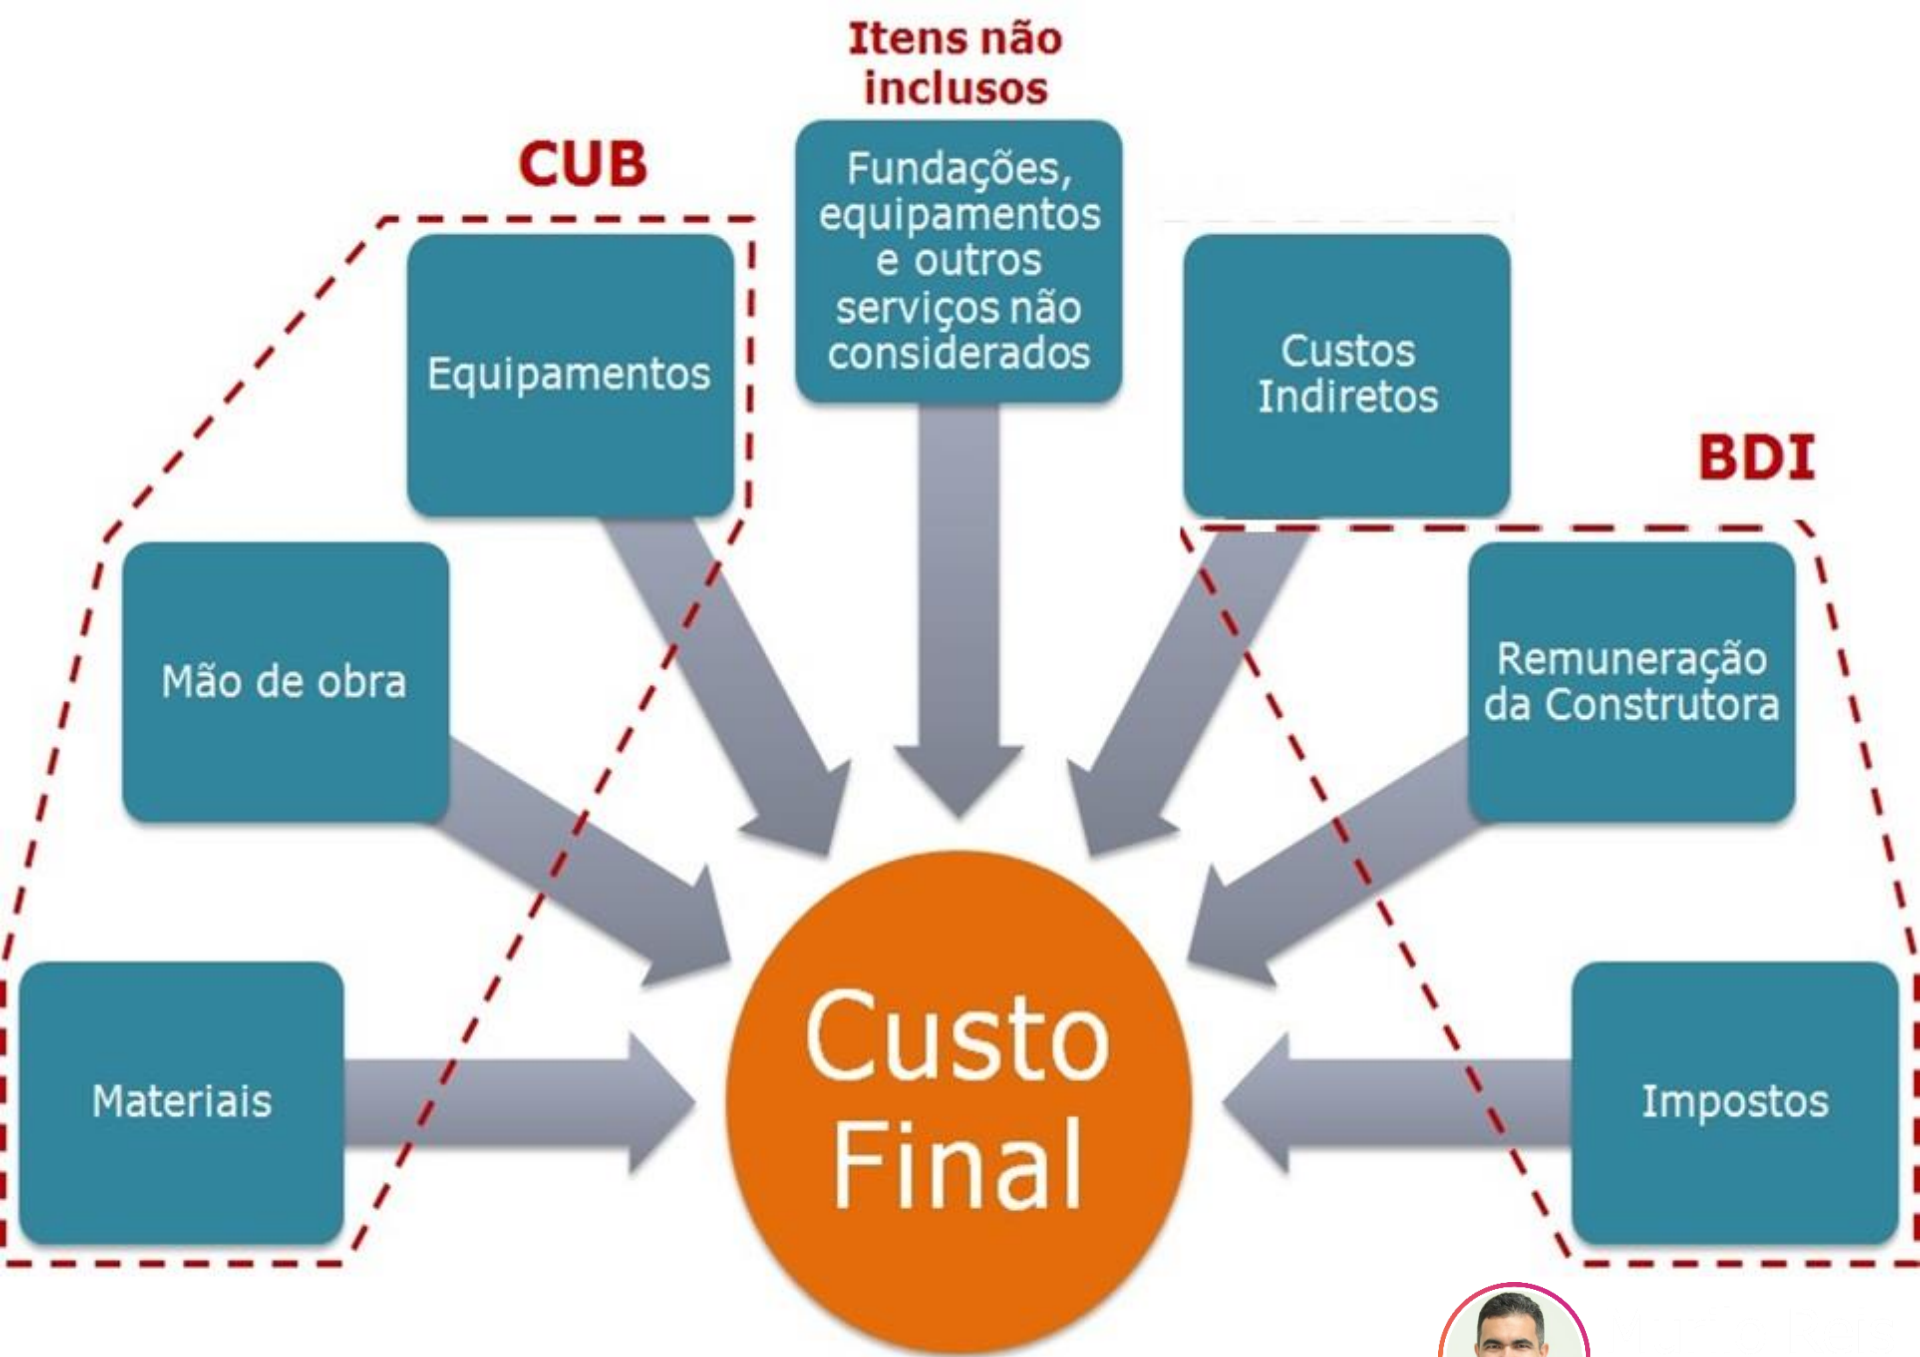 Itens não
inclusos
CUB
Fundações,
equipamentos
e outros
serviços não
considerados
Equipamentos
Custos
Indiretos
BDI
Mão de obra
Remuneração
da Construtora
Materiais
Custo
Final
Impostos